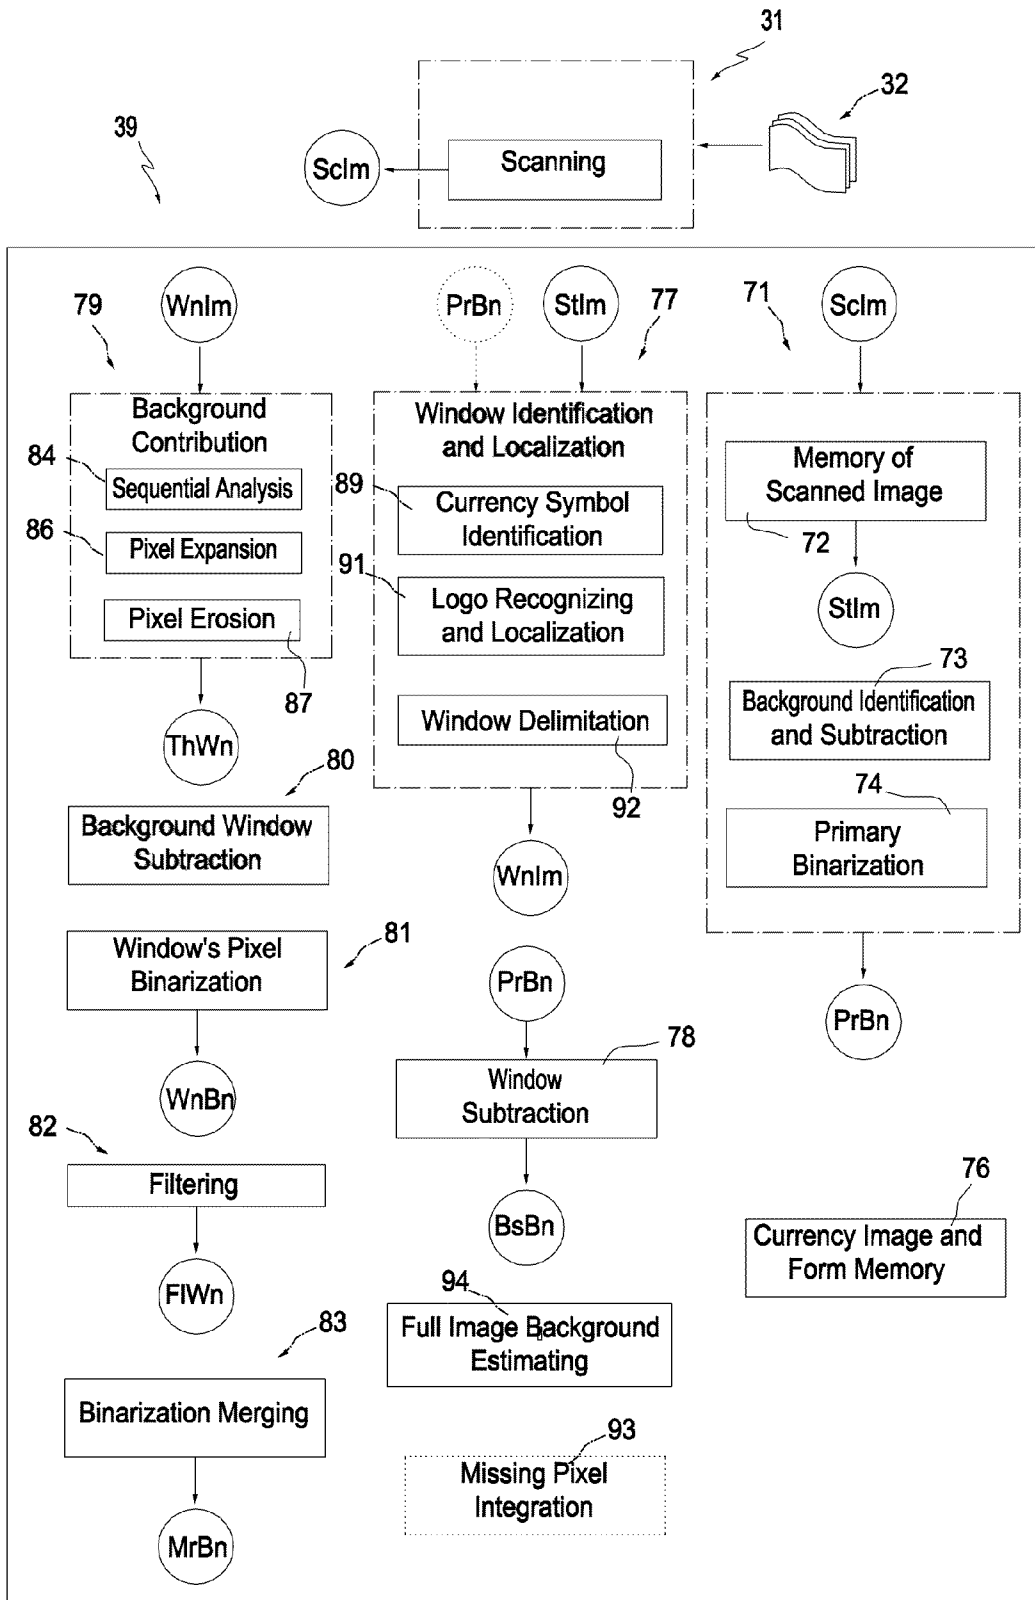 31
32
39
ScIm
Scanning
WnIm
79
Background
Contribution
84
Sequential Analysis
86
Pixel Expansion
Pixel Erosion
87
ThWn
80
Background Window
Subtraction
81
Window's Pixel
Binarization
WnBn
82
Filtering
FlWn
83
Binarization Merging
MrBn
PrBn
StIm
77
Window Identification
and Localization
89
Currency Symbol
Identification
91
Logo Recognizing
and Localization
Window Delimitation
92
WnIm
PrBn
78
Window
Subtraction
BsBn
94
Full Image Background
Estimating
93
Missing Pixel
Integration
71
ScIm
Memory of
Scanned Image
72
StIm
73
Background Identification
and Subtraction
74
Primary
Binarization
PrBn
76
Currency Image and
Form Memory